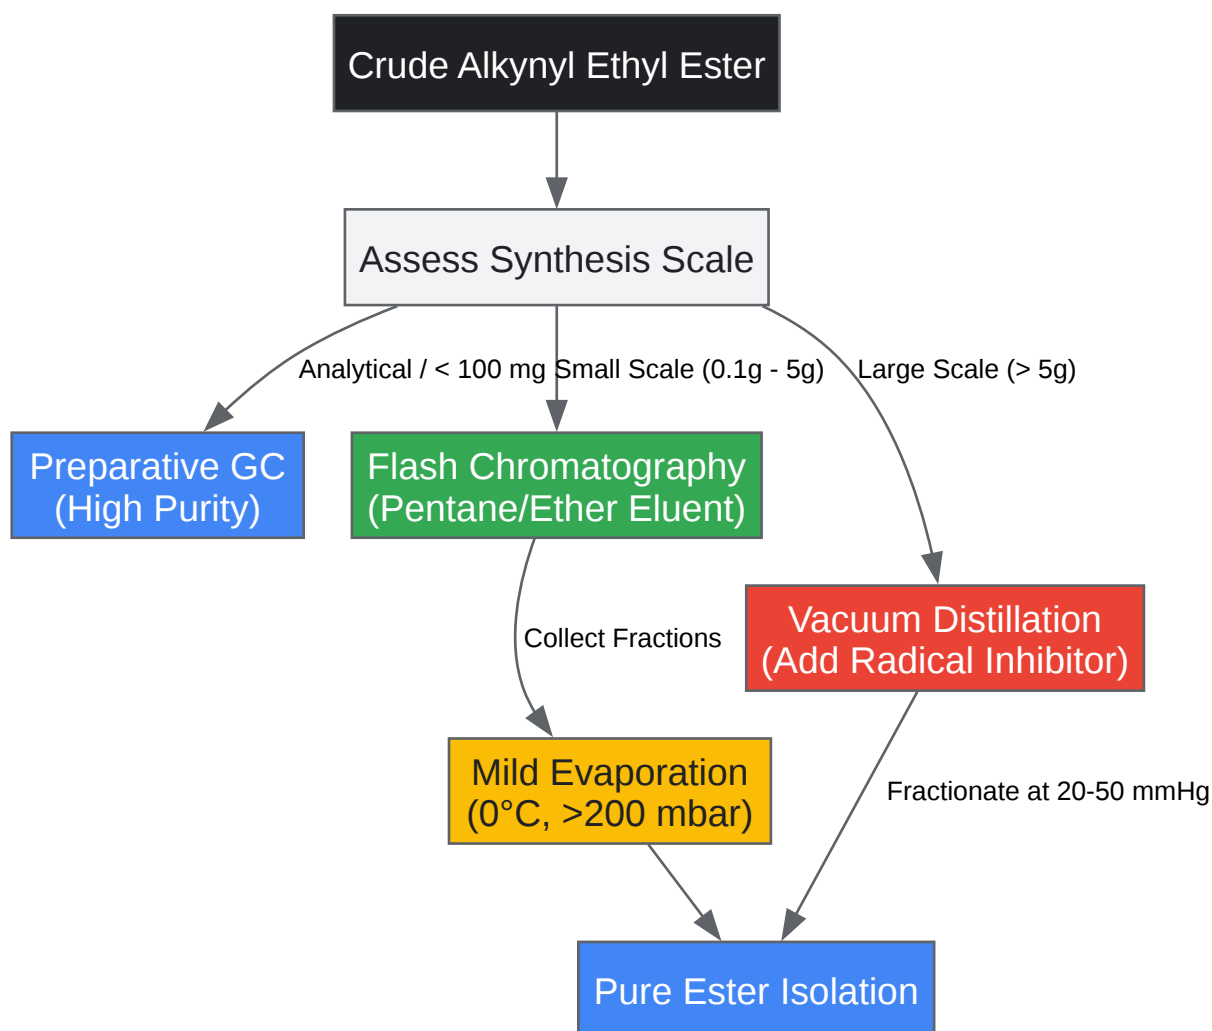 Crude Alkynyl Ethyl Ester
Assess Synthesis Scale
Analytical / < 100 mg
Small Scale (0.1g - 5g)
Large Scale (> 5g)
Preparative GC
(High Purity)
Flash Chromatography
(Pentane/Ether Eluent)
Vacuum Distillation
(Add Radical Inhibitor)
Collect Fractions
Mild Evaporation
(0°C, >200 mbar)
Fractionate at 20-50 mmHg
Pure Ester Isolation